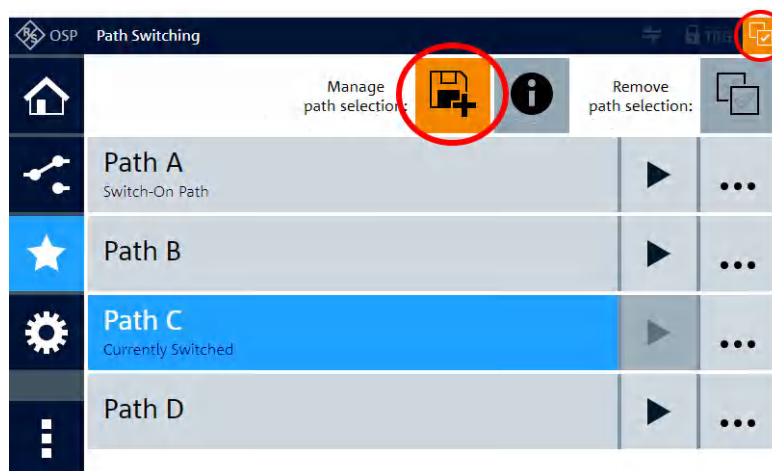 OSP Path Switching
Manage
path selection:
Remove
path selection:
Path A
Switch-On Path
Path B
Path C
Currently Switched
Path D